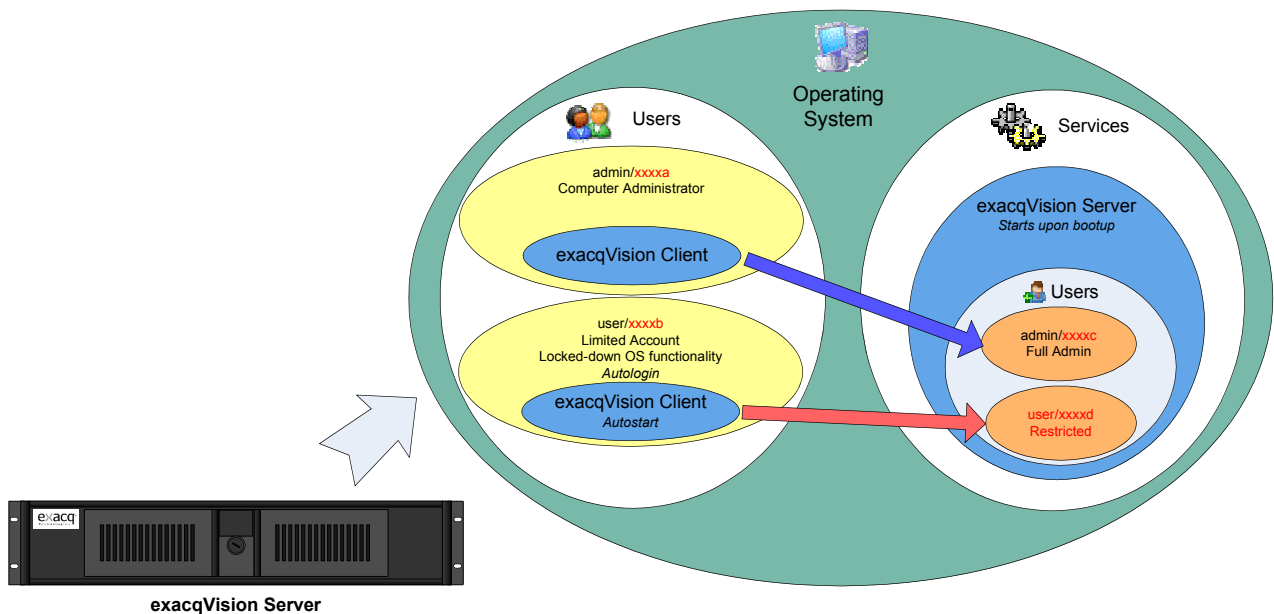 Operating
System
Users
admin/xxxxa
Computer Administrator
exacqVision Client
user/xxxxb
Limited Account
Locked-down OS functionality
Autologin
exacqVision Client
Autostart
Services
exacqVision Server
Starts upon bootup
Users
admin/xxxxc
Full Admin
user/xxxxd
Restricted
exacq
exacqVision Server